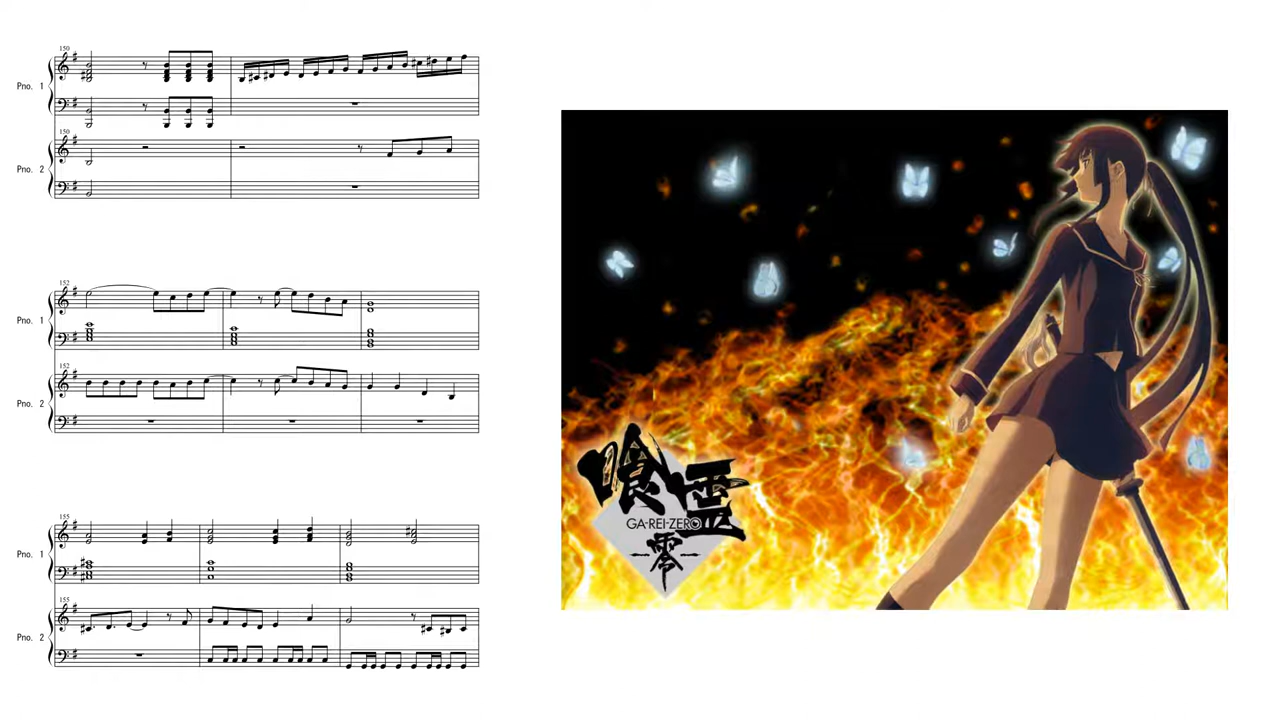 150
Pno. 1
150
Pno. 2
152
Pno. 1
152
Pno. 2
155
Pno. 1
155
Pno. 2
喰霊
GA-REI-ZERO
零